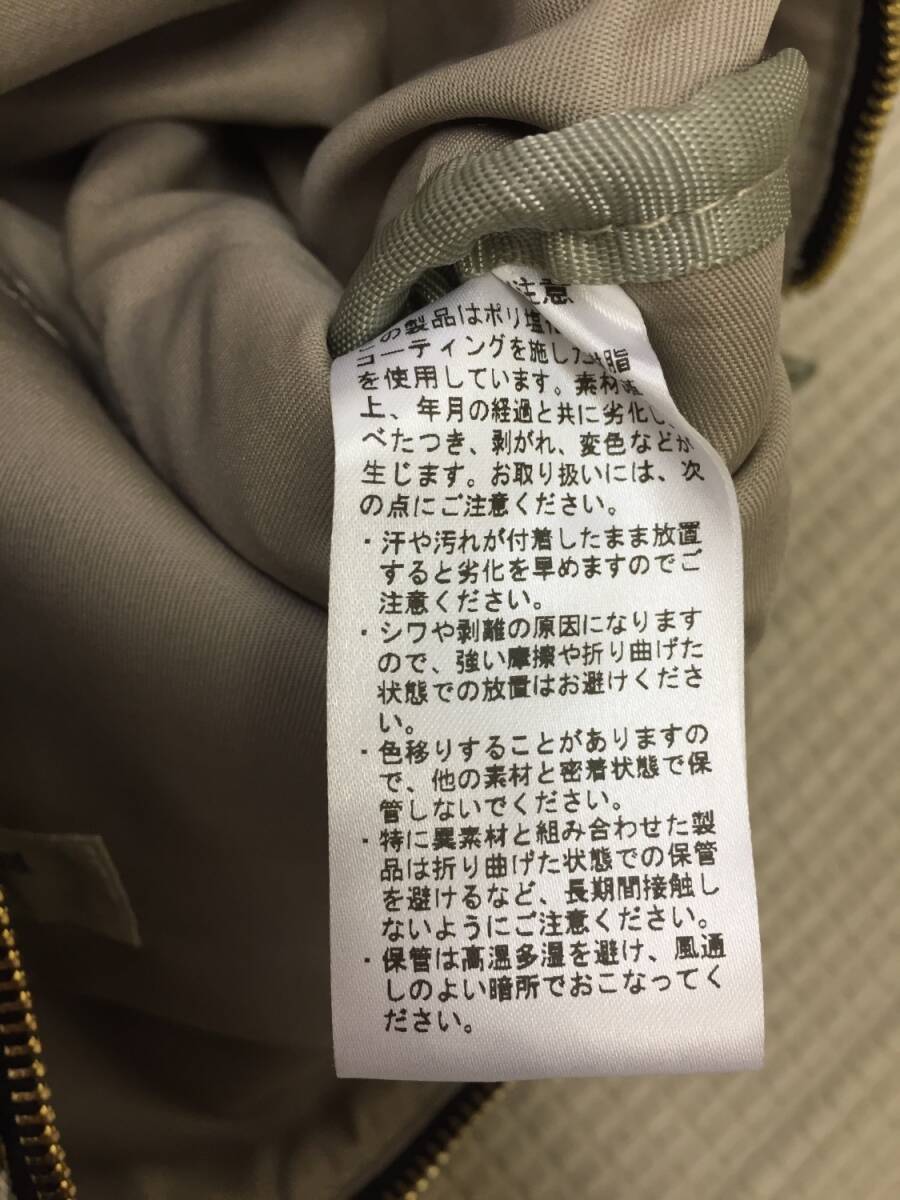 注意
の製品はポリ塩
コーティングを施した 脂
を使用しています。素材
上、年月の経過と共に劣化し、
べたつき、剥がれ、変色などが
生じます。お取り扱いには、次
の点にご注意ください。
・汗や汚れが付着したまま放置
すると劣化を早めますのでご
注意ください。
・シワや剥離の原因になります
ので、強い摩擦や折り曲げた
状態での放置はお避けくださ
い。
・色移りすることがありますの
で、他の素材と密着状態で保
管しないでください。
・特に異素材と組み合わせた製
品は折り曲げた状態での保管
を避けるなど、長期間接触し
ないようにご注意ください。
・保管は高温多湿を避け、風通
しのよい暗所でおこなってく
ださい。